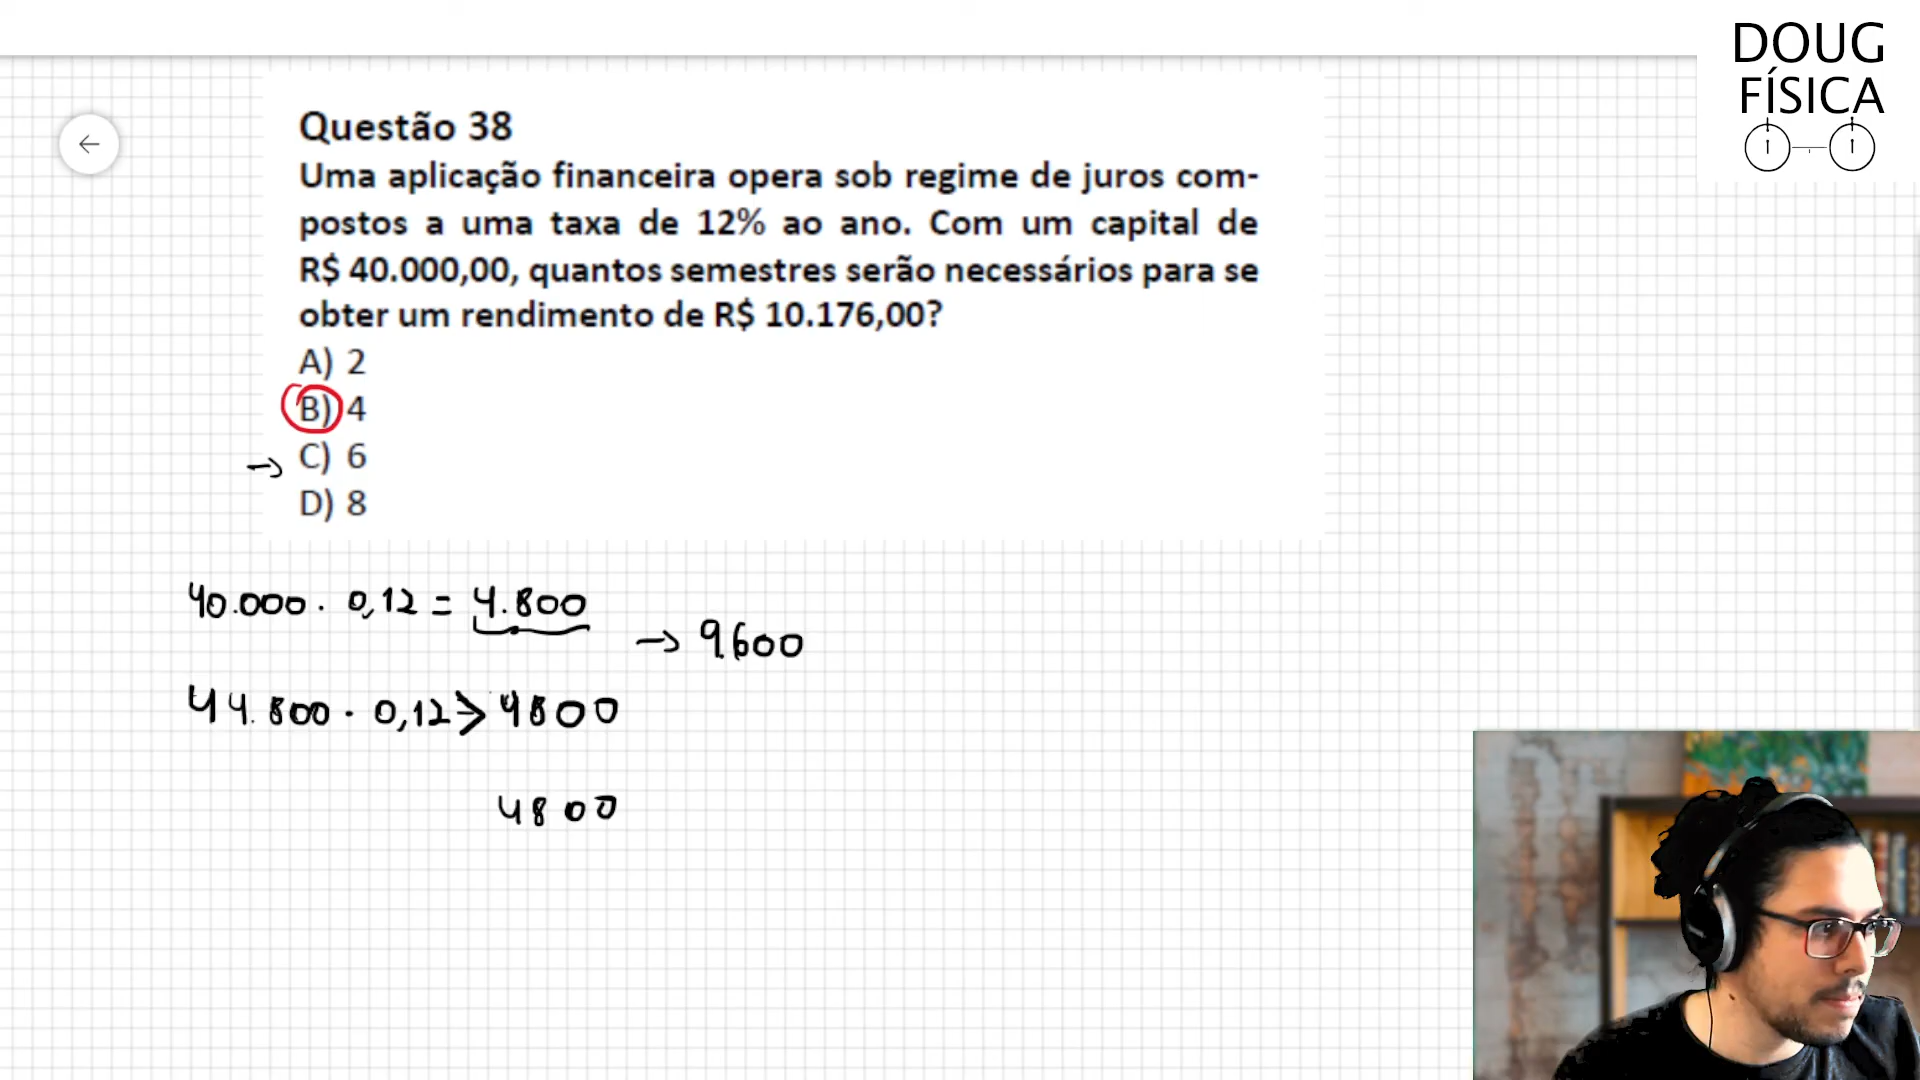 DOUG
FÍSICA
Questão 38
Uma aplicação financeira opera sob regime de juros com-
postos a uma taxa de 12% ao ano. Com um capital de
R$ 40.000,00, quantos semestres serão necessários para se
obter um rendimento de R$ 10.176,00?
A) 2
B) 4
→ C) 6
D) 8
40.000 . 0,12 = 4.800
→ 9.600
44.800 . 0,12 > 4800
4800